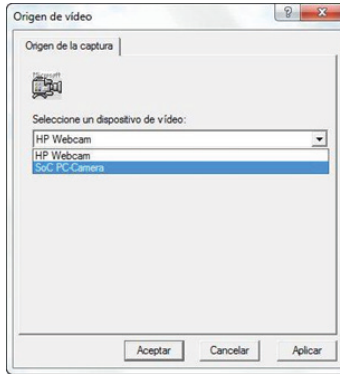 Origen de vídeo
Origen de la captura
Microsoft
Seleccione un dispositivo de vídeo:
HP Webcam
HP Webcam
SoC PC-Camera
Aceptar
Cancelar
Aplicar